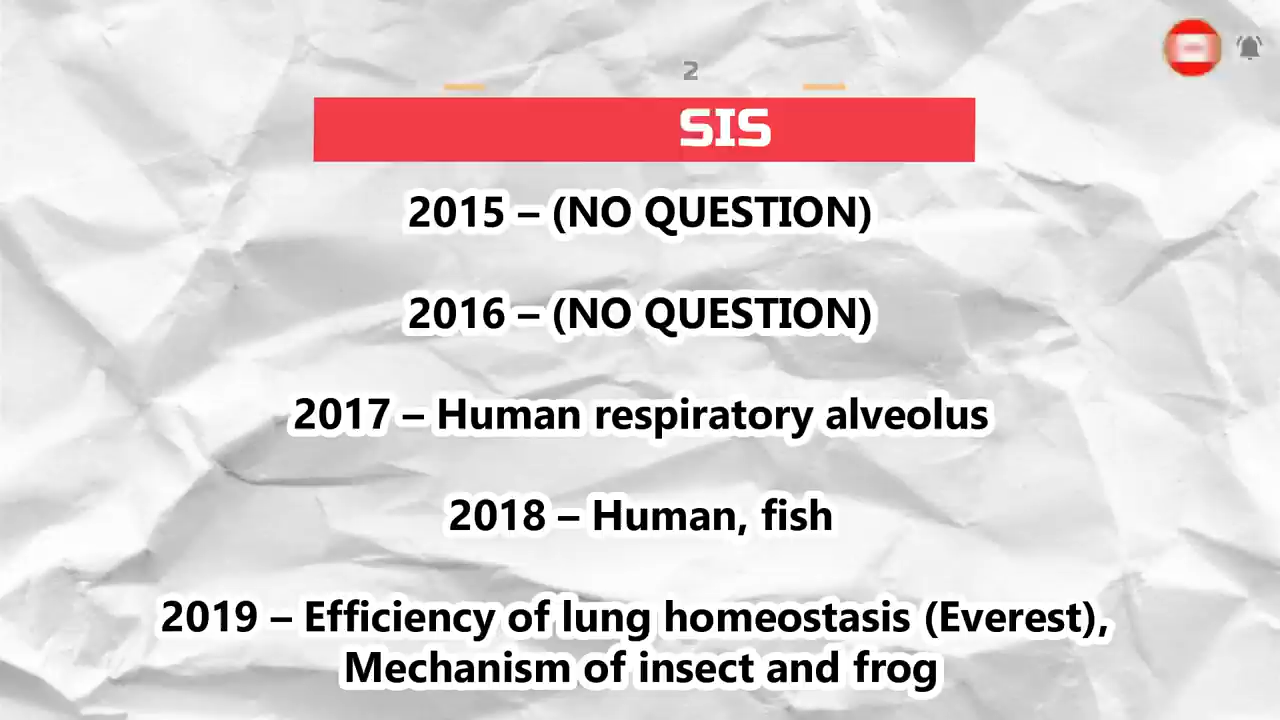 2
SIS
2015 – (NO QUESTION)
2016 – (NO QUESTION)
2017 – Human respiratory alveolus
2018 – Human, fish
2019 – Efficiency of lung homeostasis (Everest),
Mechanism of insect and frog